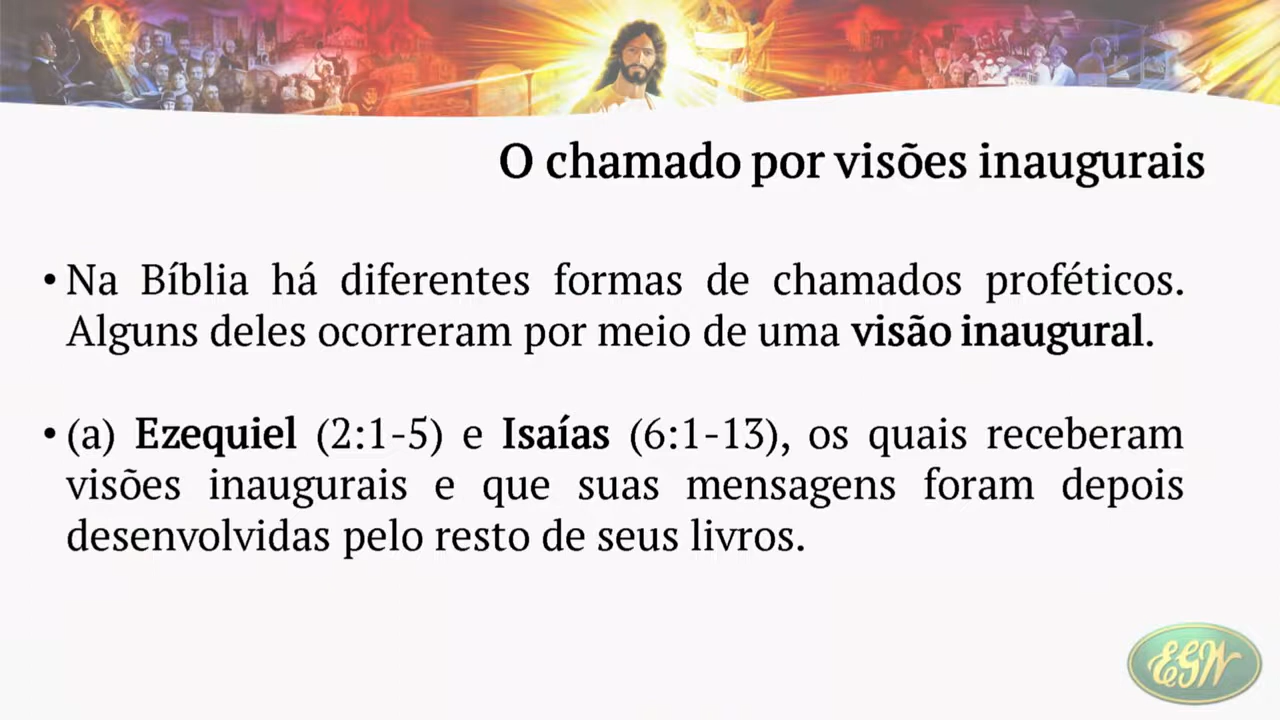 O chamado por visões inaugurais
• Na Bíblia há diferentes formas de chamados proféticos.
Alguns deles ocorreram por meio de uma visão inaugural.
• (a) Ezequiel (2:1-5) e Isaías (6:1-13), os quais receberam
visões inaugurais e que suas mensagens foram depois
desenvolvidas pelo resto de seus livros.
EGW